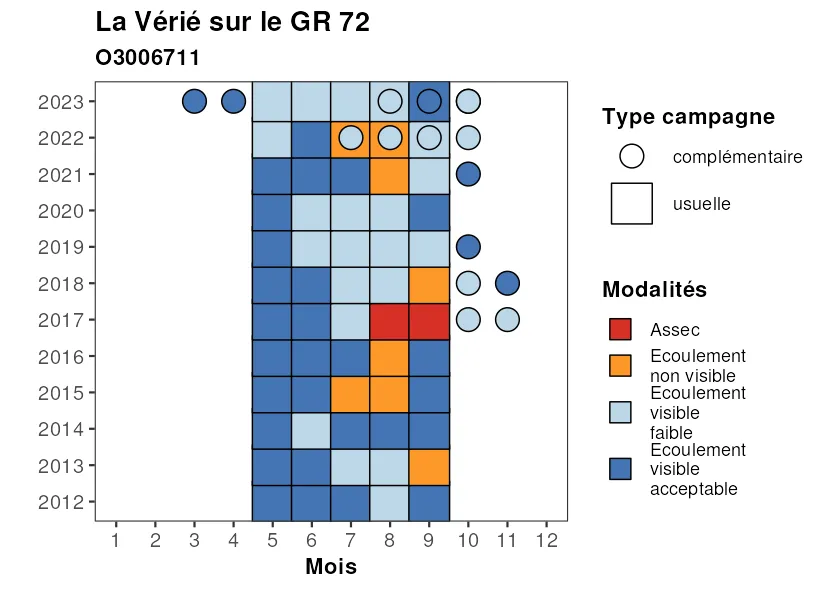 La Vérié sur le GR 72
O3006711
2023
2022
2021
2020
2019
2018
2017
2016
2015
2014
2013
2012
1 2 3 4 5 6 7 8 9 10 11 12
Mois
Type campagne
complémentaire
usuelle
Modalités
Assec
Ecoulement
non visible
Ecoulement
visible
faible
Ecoulement
visible
acceptable